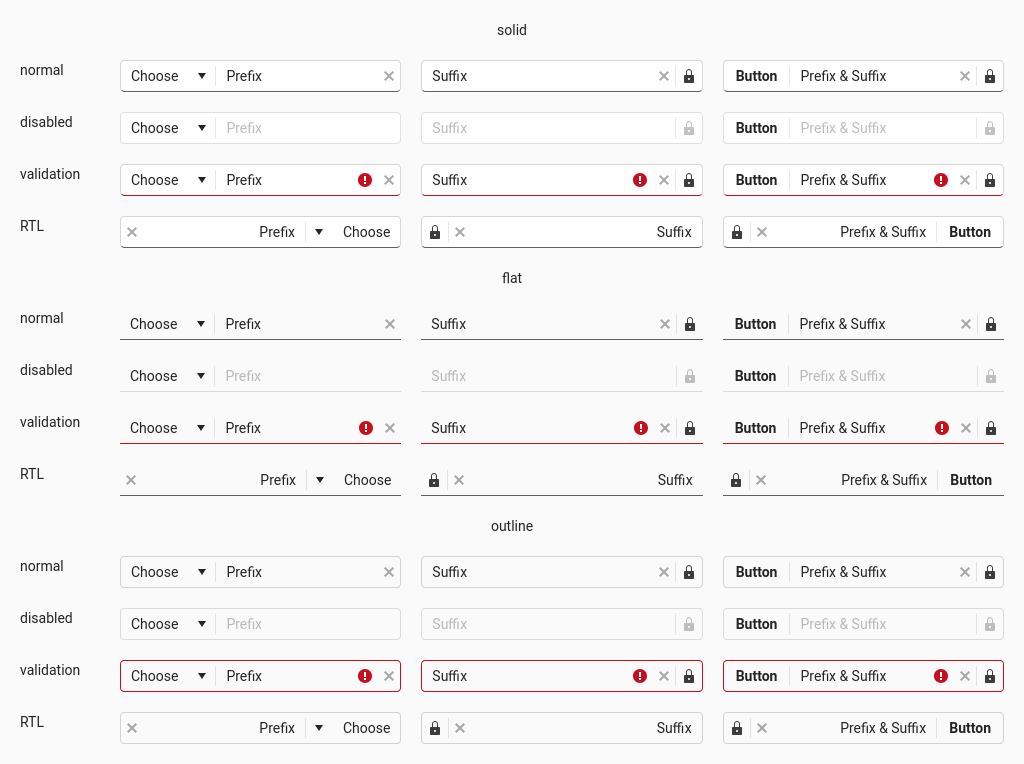 solid
normal Choose Prefix Suffix Button Prefix & Suffix
disabled Choose Prefix Suffix Button Prefix & Suffix
validation Choose Prefix Suffix Button Prefix & Suffix
RTL Prefix Choose Suffix Prefix & Suffix Button
flat
normal Choose Prefix Suffix Button Prefix & Suffix
disabled Choose Prefix Suffix Button Prefix & Suffix
validation Choose Prefix Suffix Button Prefix & Suffix
RTL Prefix Choose Suffix Prefix & Suffix Button
outline
normal Choose Prefix Suffix Button Prefix & Suffix
disabled Choose Prefix Suffix Button Prefix & Suffix
validation Choose Prefix Suffix Button Prefix & Suffix
RTL Prefix Choose Suffix Prefix & Suffix Button